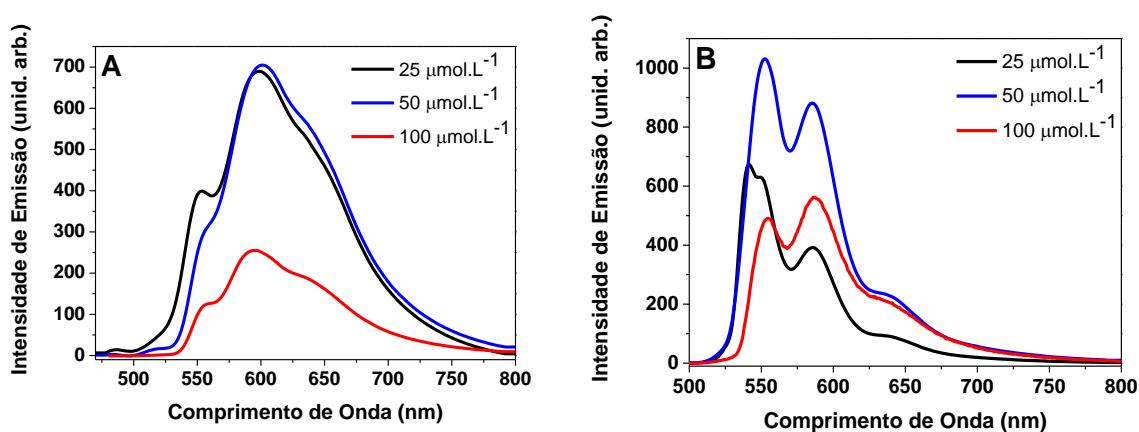 A
25 μmol.L⁻¹
50 μmol.L⁻¹
100 μmol.L⁻¹
Intensidade de Emissão (unid. arb.)
700
600
500
400
300
200
100
0
500 550 600 650 700 750 800
Comprimento de Onda (nm)
B
25 μmol.L⁻¹
50 μmol.L⁻¹
100 μmol.L⁻¹
Intensidade de Emissão (unid. arb.)
1000
800
600
400
200
0
500 550 600 650 700 750 800
Comprimento de Onda (nm)